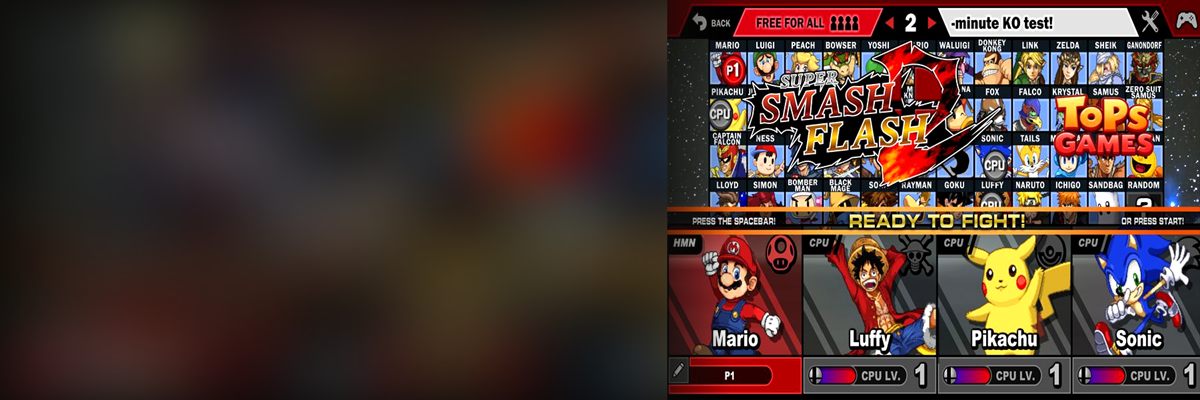 BACK
FREE FOR ALL
2
-minute KO test!
MARIO LUIGI PEACH BOWSER YOSHI WALUIGI DONKEY KONG LINK ZELDA SHEIK GANONDORF
P1
PIKACHU FOX FALCO KRYSTAL SAMUS ZERO SUIT SAMUS
CPU
SUPER
SMASH
FLASH
TOPS
GAMES
CAPTAIN FALCON NESS SONIC TAILS
CPU
LLOYD SIMON BOMBER MAN BLACK MAGE RAYMAN GOKU LUFFY NARUTO ICHIGO SANDBAG RANDOM
CPU
?
PRESS THE SPACEBAR!
READY TO FIGHT!
OR PRESS START!
HMN CPU CPU CPU
Mario Luffy Pikachu Sonic
P1 CPU LV. 1 CPU LV. 1 CPU LV. 1